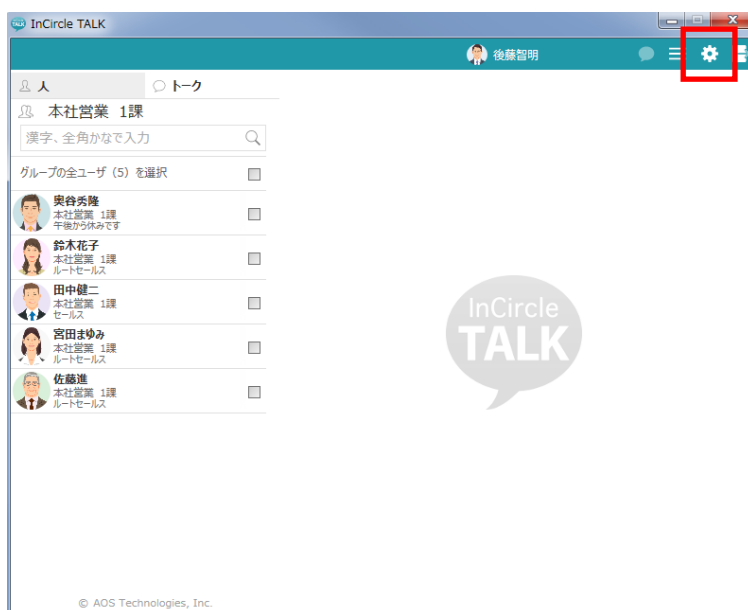 InCircle TALK
後藤智明
人
トーク
本社営業 1課
漢字、全角かなで入力
グループの全ユーザ (5) を選択
奥谷秀隆
本社営業 1課
午後から休みです
鈴木花子
本社営業 1課
ルートセールス
田中健二
本社営業 1課
セールス
宮田まゆみ
本社営業 1課
ルートセールス
佐藤進
本社営業 1課
ルートセールス
InCircle
TALK
© AOS Technologies, Inc.